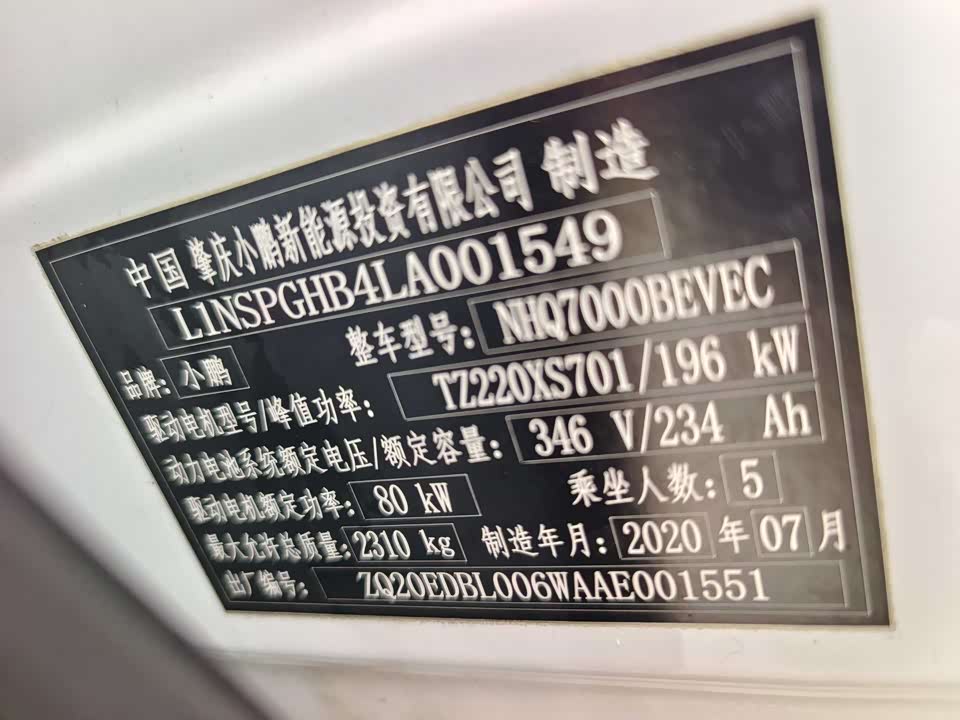 中国 肇庆小鹏新能源投资有限公司 制造
L1NSPGHB4LA001549
品牌: 小鹏 整车型号: NHQ7000BEVEC
驱动电机型号/峰值功率: TZ220XS701/196 kW
动力电池系统额定电压/额定容量: 346 V/234 Ah
驱动电机额定功率: 80 kW 乘坐人数: 5
最大允许总质量: 2310 kg 制造年月: 2020 年 07 月
出厂编号: ZQ20EDBL006WAAE001551